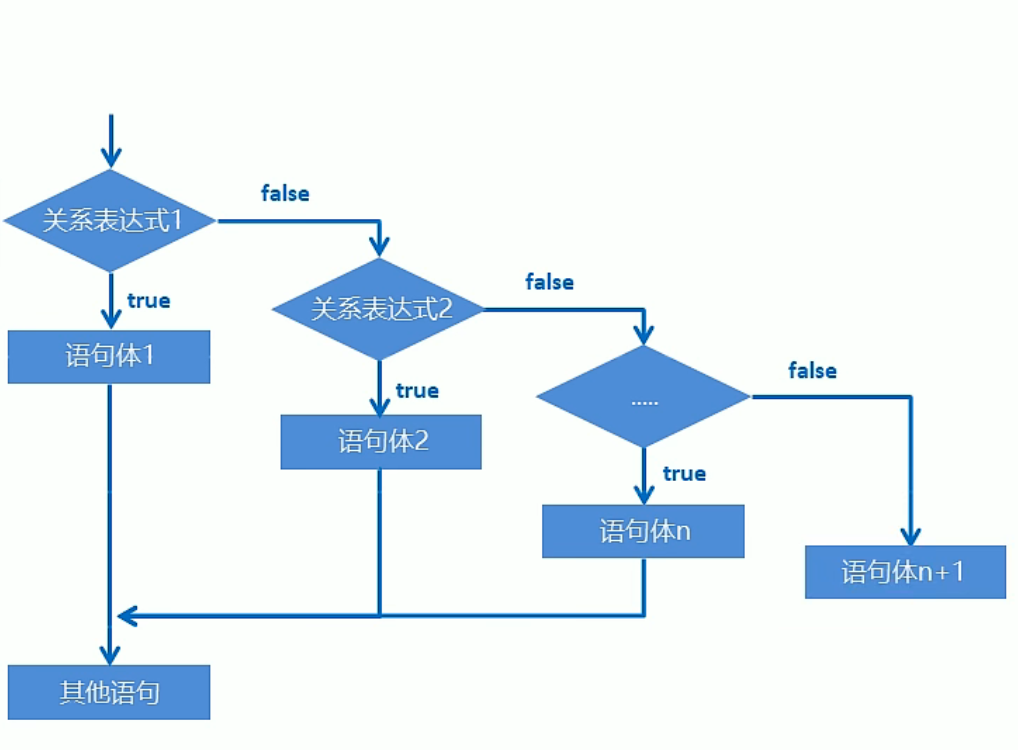 false
关系表达式1
false
true
关系表达式2
语句体1
false
true
.....
语句体2
true
语句体n
语句体n+1
其他语句